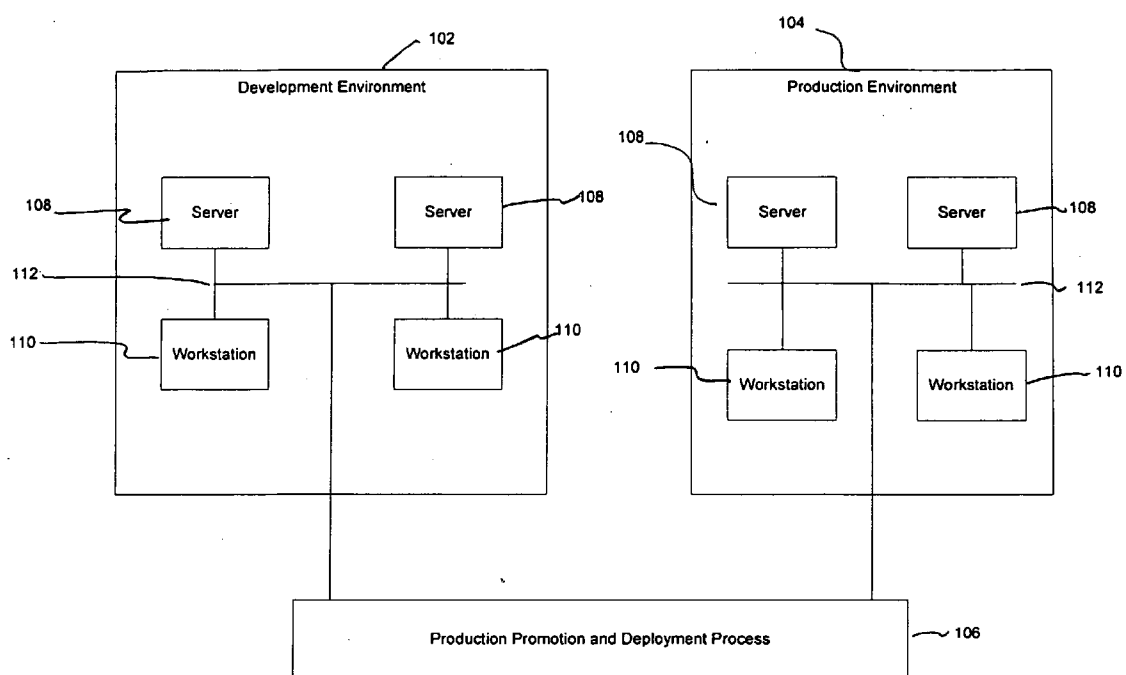 102
104
Development Environment
Production Environment
108
108
108
108
Server
Server
Server
Server
112
112
110
110
110
110
Workstation
Workstation
Workstation
Workstation
Production Promotion and Deployment Process
106